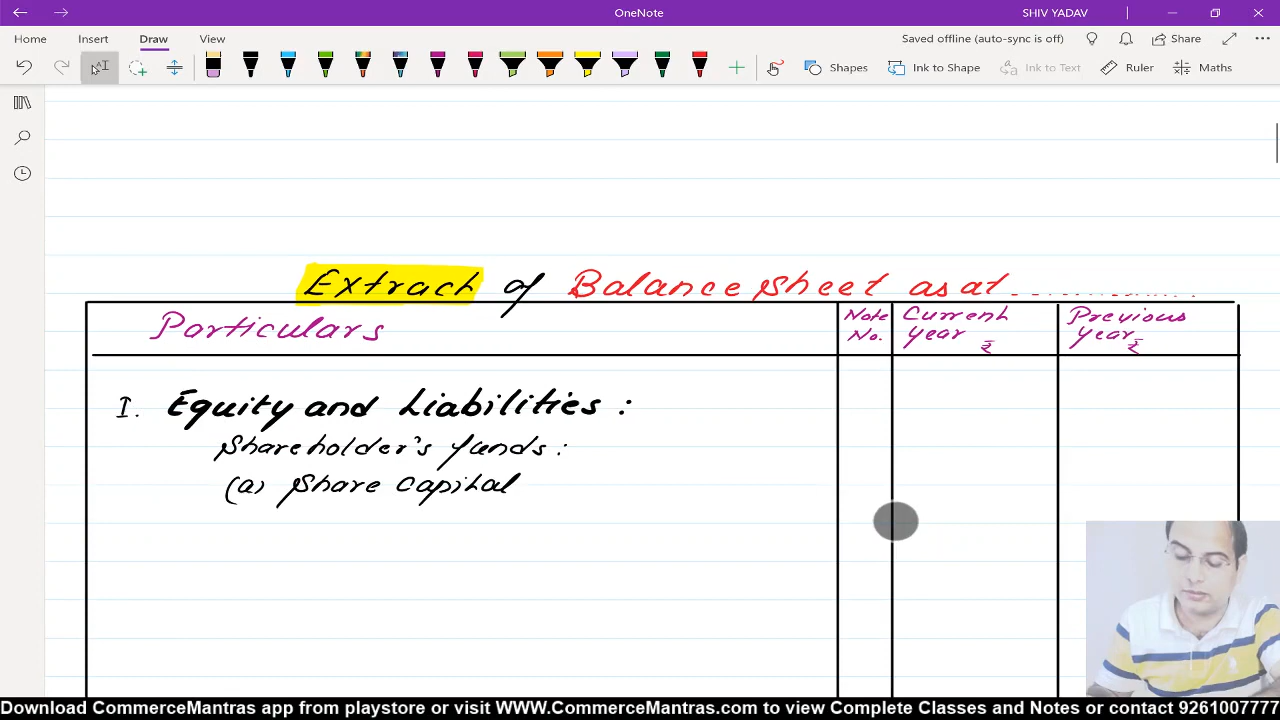 OneNote
SHIV YADAV
Home Insert Draw View
Saved offline (auto-sync is off)
Share
Shapes
Ink to Shape
Ink to Text
Ruler
Maths
Extract of Balance Sheet as at ............
Particulars
Note No.
Current year ₹
Previous year ₹
I. Equity and Liabilities :
Shareholder's funds :
(a) Share Capital
Download CommerceMantras app from playstore or visit WWW.CommerceMantras.com to view Complete Classes and Notes or contact 9261007777